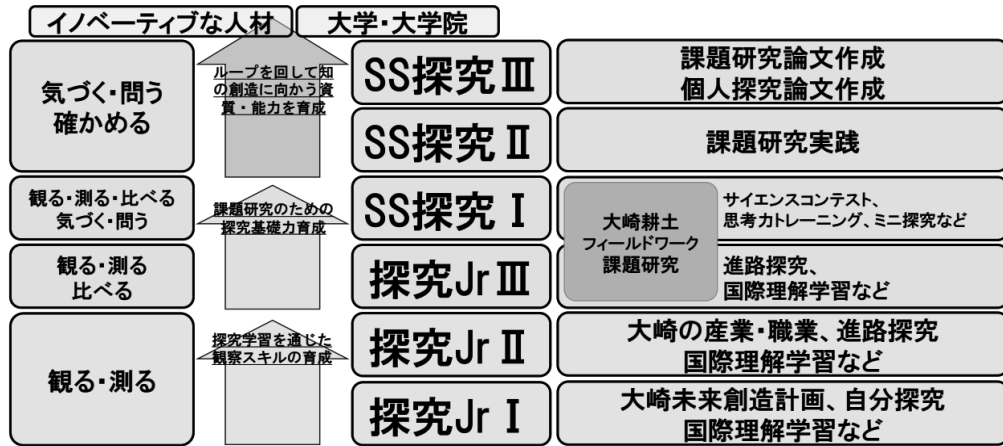 イノベーティブな人材
大学・大学院
気づく・問う
確かめる
ループを回して知
の創造に向かう資
質・能力を育成
SS探究Ⅲ
課題研究論文作成
個人探究論文作成
SS探究Ⅱ
課題研究実践
観る・測る・比べる
気づく・問う
課題研究のための
探究基礎力育成
SS探究Ⅰ
大崎耕土
フィールドワーク
課題研究
サイエンスコンテスト、
思考力トレーニング、ミニ探究など
観る・測る
比べる
探究JrⅢ
進路探究、
国際理解学習など
観る・測る
探究学習を通じた
観察スキルの育成
探究JrⅡ
大崎の産業・職業、進路探究
国際理解学習など
探究JrⅠ
大崎未来創造計画、自分探究
国際理解学習など